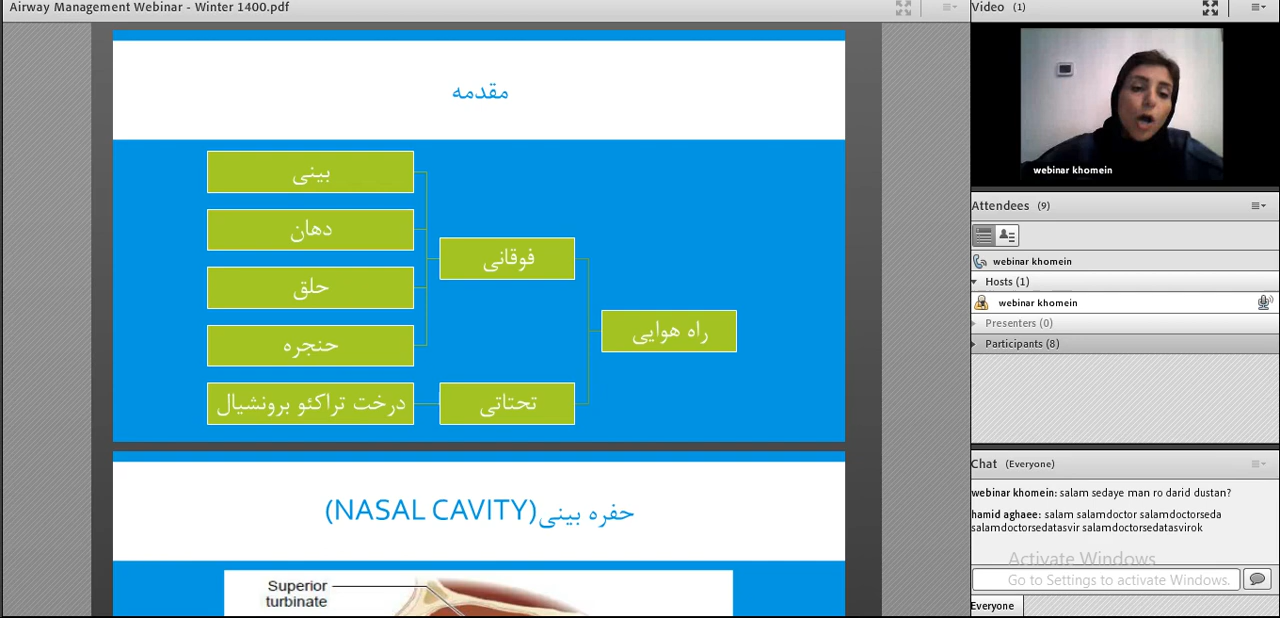 Airway Management Webinar - Winter 1400.pdf
مقدمه
بینی
دهان
حلق
حنجره
فوقانی
راه هوایی
تحتاتی
درخت تراکئو برونشیال
حفره بینی(NASAL CAVITY)
Superior
turbinate
Video (1)
webinar khomein
Attendees (9)
webinar khomein
Hosts (1)
webinar khomein
Presenters (0)
Participants (8)
Chat (Everyone)
webinar khomein: salam sedaye man ro darid dustan?
hamid aghaee: salam salamdoctor salamdoctorseda
salamdoctorsedatasvir salamdoctorsedatasvirok
Activate Windows
Go to Settings to activate Windows.
Everyone